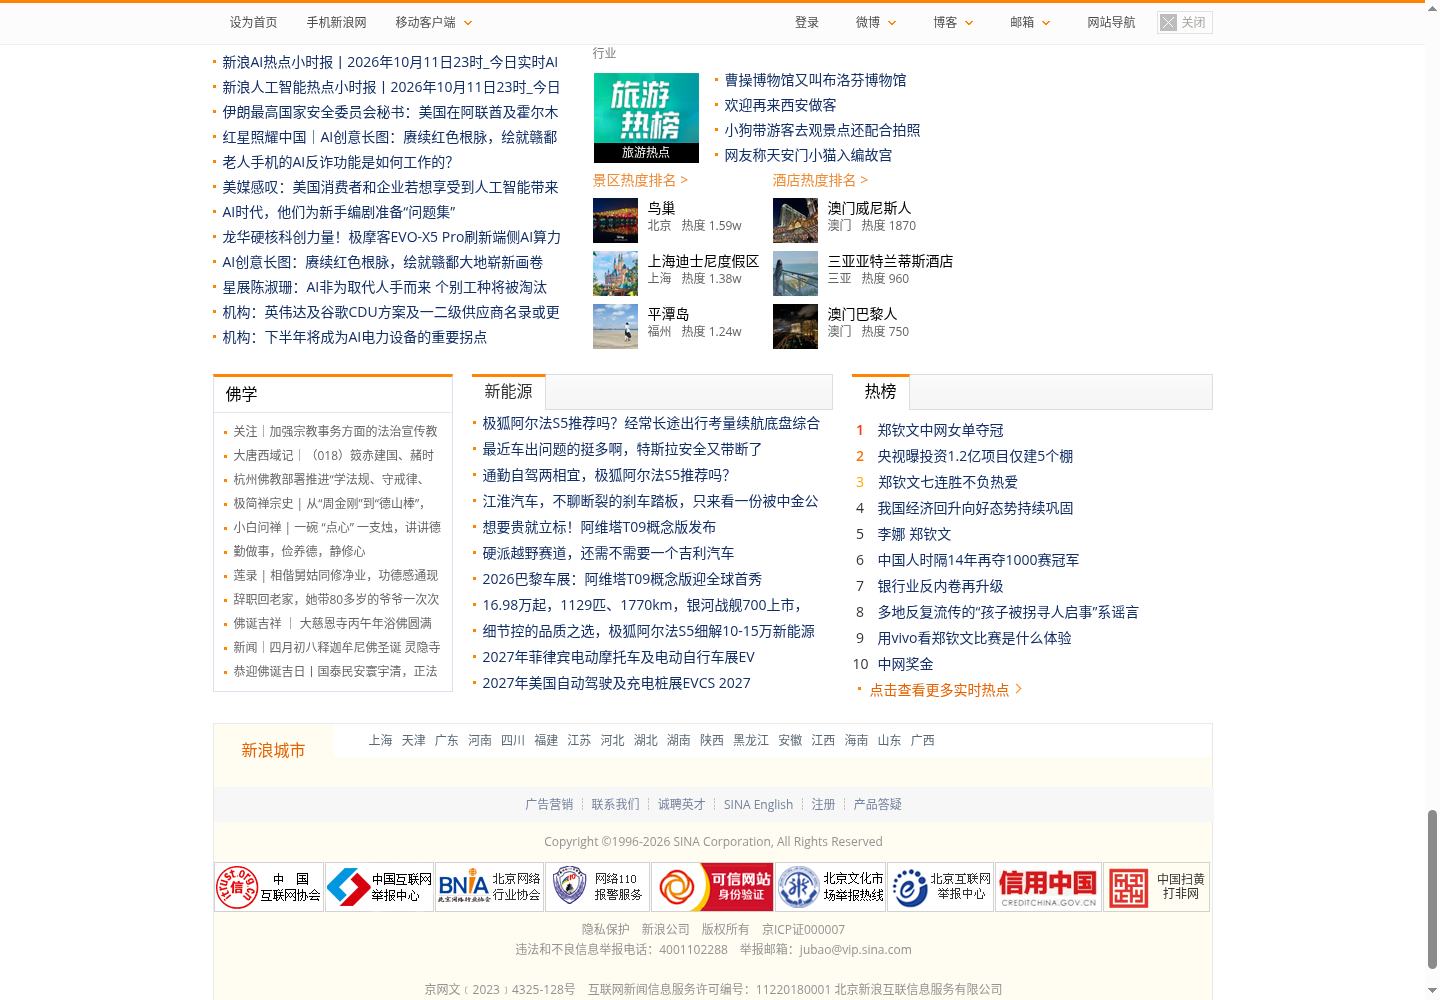 设为首页 手机新浪网 移动客户端 登录 微博 博客 邮箱 网站导航 关闭
新浪AI热点小时报丨2026年10月11日23时_今日实时AI
新浪人工智能热点小时报丨2026年10月11日23时_今日
伊朗最高国家安全委员会秘书：美国在阿联酋及霍尔木
红星照耀中国｜AI创意长图：赓续红色根脉，绘就赣鄱
老人手机的AI反诈功能是如何工作的？
美媒感叹：美国消费者和企业若想享受到人工智能带来
AI时代，他们为新手编剧准备“问题集”
龙华硬核科创力量！极摩客EVO-X5 Pro刷新端侧AI算力
AI创意长图：赓续红色根脉，绘就赣鄱大地崭新画卷
星展陈淑珊：AI非为取代人手而来 个别工种将被淘汰
机构：英伟达及谷歌CDU方案及一二级供应商名录或更
机构：下半年将成为AI电力设备的重要拐点
行业
旅游
热榜
旅游热点
曹操博物馆又叫布洛芬博物馆
欢迎再来西安做客
小狗带游客去观景点还配合拍照
网友称天安门小猫入编故宫
景区热度排名 >
鸟巢
北京 热度 1.59w
上海迪士尼度假区
上海 热度 1.38w
平潭岛
福州 热度 1.24w
酒店热度排名 >
澳门威尼斯人
澳门 热度 1870
三亚亚特兰蒂斯酒店
三亚 热度 960
澳门巴黎人
澳门 热度 750
佛学
关注｜加强宗教事务方面的法治宣传教
大唐西域记｜（018）笯赤建国、赭时
杭州佛教部署推进“学法规、守戒律、
极简禅宗史 | 从“周金刚”到“德山棒”，
小白问禅 | 一碗 “点心” 一支烛，讲讲德
勤做事，俭养德，静修心
莲录 | 相偕舅姑同修净业，功德感通现
辞职回老家，她带80多岁的爷爷一次次
佛诞吉祥 ｜ 大慈恩寺丙午年浴佛圆满
新闻｜四月初八释迦牟尼佛圣诞 灵隐寺
恭迎佛诞吉日丨国泰民安寰宇清，正法
新能源
极狐阿尔法S5推荐吗？经常长途出行考量续航底盘综合
最近车出问题的挺多啊，特斯拉安全又带断了
通勤自驾两相宜，极狐阿尔法S5推荐吗？
江淮汽车，不聊断裂的刹车踏板，只来看一份被中金公
想要贵就立标！阿维塔T09概念版发布
硬派越野赛道，还需不需要一个吉利汽车
2026巴黎车展：阿维塔T09概念版迎全球首秀
16.98万起，1129匹、1770km，银河战舰700上市，
细节控的品质之选，极狐阿尔法S5细解10-15万新能源
2027年菲律宾电动摩托车及电动自行车展EV
2027年美国自动驾驶及充电桩展EVCS 2027
热榜
1 郑钦文中网女单夺冠
2 央视曝投资1.2亿项目仅建5个棚
3 郑钦文七连胜不负热爱
4 我国经济回升向好态势持续巩固
5 李娜 郑钦文
6 中国人时隔14年再夺1000赛冠军
7 银行业反内卷再升级
8 多地反复流传的“孩子被拐寻人启事”系谣言
9 用vivo看郑钦文比赛是什么体验
10 中网奖金
点击查看更多实时热点
新浪城市
上海 天津 广东 河南 四川 福建 江苏 河北 湖北 湖南 陕西 黑龙江 安徽 江西 海南 山东 广西
广告营销 联系我们 诚聘英才 SINA English 注册 产品答疑
Copyright ©1996-2026 SINA Corporation, All Rights Reserved
中 国
互联网协会
中国互联网
举报中心
BNIA
北京网络
行业协会
网络110
报警服务
可信网站
身份验证
北京文化市
场举报热线
北京互联网
举报中心
信用中国
CREDITCHINA.GOV.CN
中国扫黄
打非网
隐私保护 新浪公司 版权所有 京ICP证000007
违法和不良信息举报电话：4001102288 举报邮箱：jubao@vip.sina.com
京网文﹝2023﹞4325-128号 互联网新闻信息服务许可编号：11220180001 北京新浪互联信息服务有限公司